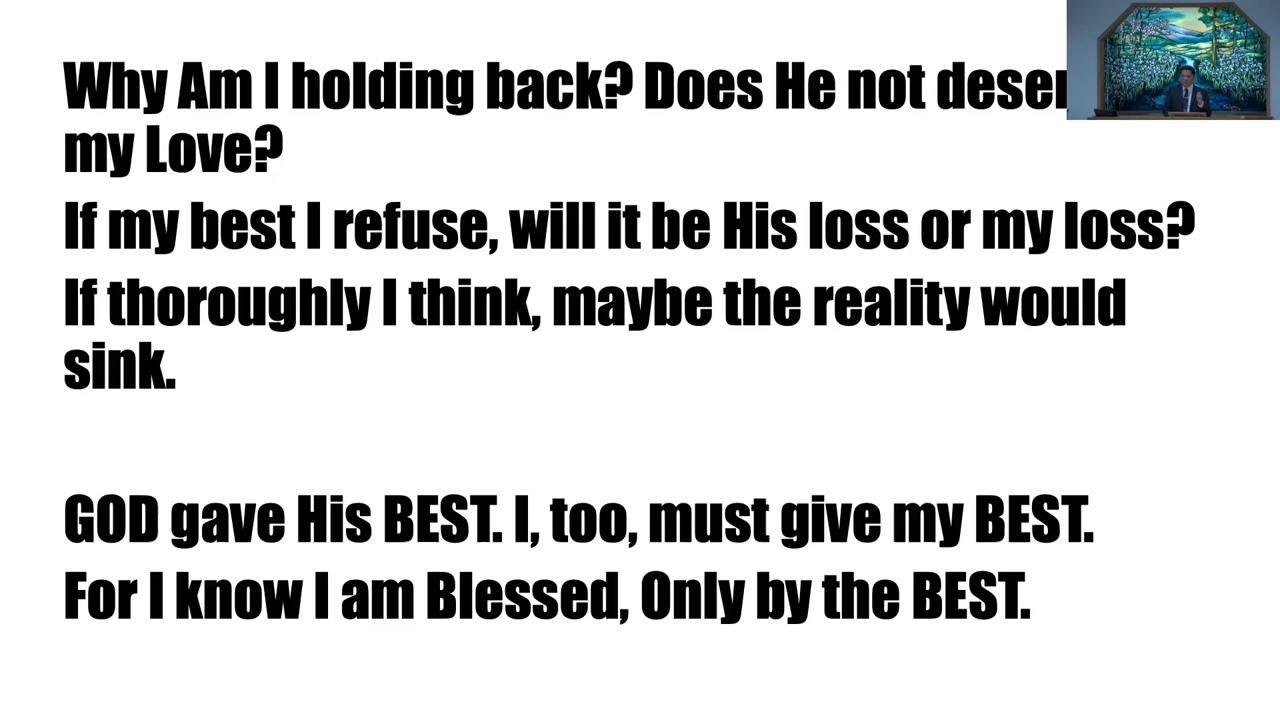 Why Am I holding back? Does He not deser
my Love?
If my best I refuse, will it be His loss or my loss?
If thoroughly I think, maybe the reality would
sink.
GOD gave His BEST. I, too, must give my BEST.
For I know I am Blessed, Only by the BEST.